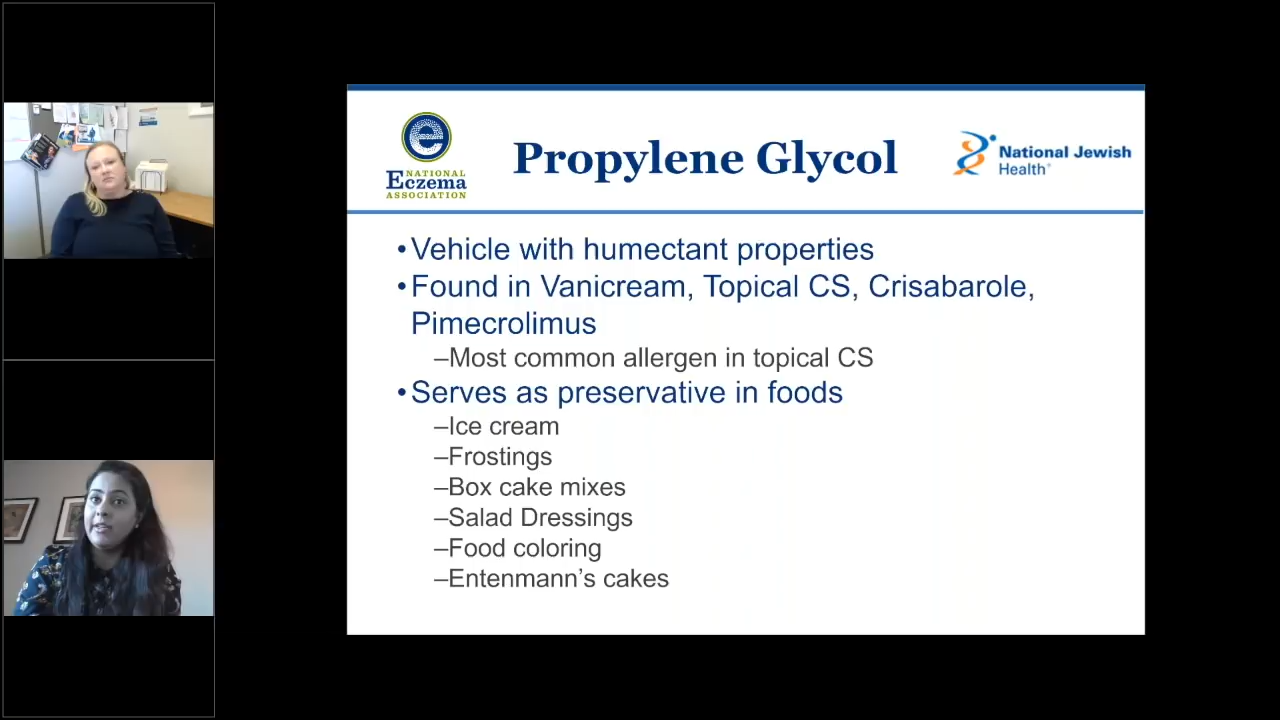 NATIONAL
Eczema
ASSOCIATION
Propylene Glycol
National Jewish
Health®
•Vehicle with humectant properties
•Found in Vanicream, Topical CS, Crisabarole,
Pimecrolimus
–Most common allergen in topical CS
•Serves as preservative in foods
–Ice cream
–Frostings
–Box cake mixes
–Salad Dressings
–Food coloring
–Entenmann’s cakes